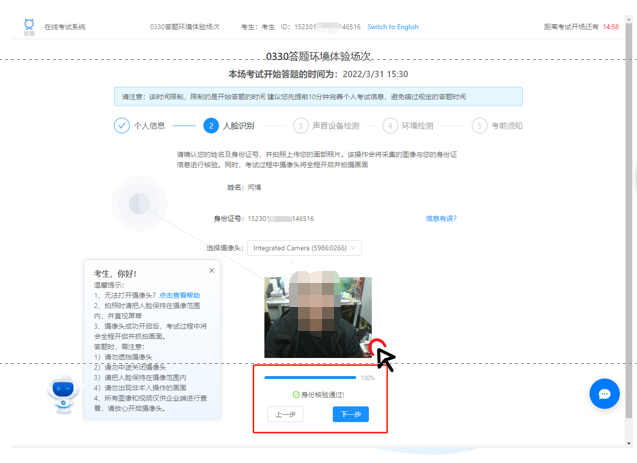 在线考试系统
0330答题环境体验场次
考生：考生 ID：15230 146516 Switch to English
距离考试开场还有 14:58
0330答题环境体验场次
本场考试开始答题的时间为：2022/3/31 15:30
请注意：该时间限制，限制的是开始答题的时间 建议您先提前10分钟完善个人考试信息，避免错过规定的答题时间
个人信息
2 人脸识别
3 声音设备检测
4 环境检测
5 考前须知
请确认您的姓名及身份证号，并拍照上传您的面部照片。该操作会将采集的图像与您的身份证
信息进行核验。同时，考试过程中摄像头将全程开启并拍摄画面
姓名：闫博
身份证号：15230 146516 信息有误?
选择摄像头： Integrated Camera (5986:0266)
考生，你好! X
温馨提示：
1、无法打开摄像头？点击查看帮助
2、拍照时请把人脸保持在摄像范围
内，并直视屏幕
3、摄像头成功开启后，考试过程中将
会全程开启并抓拍画面。
答题时，需注意：
1) 请勿遮挡摄像头
2) 请勿中途关闭摄像头
3) 请把人脸保持在摄像范围内
4) 请勿出现非本人操作的画面
4、所有图像和视频仅供企业端进行查
看，请放心开启摄像头。
100%
身份核验通过!
上一步 下一步